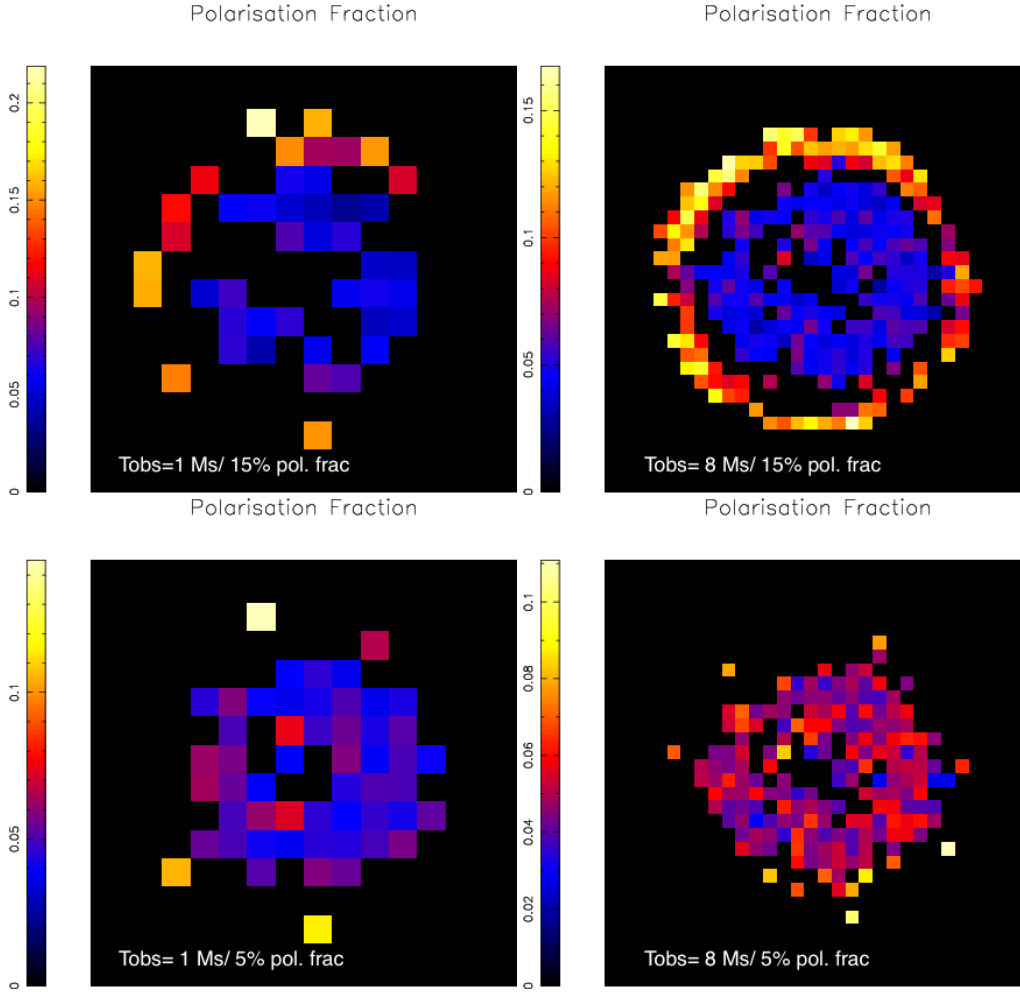 Polarisation Fraction
Polarisation Fraction
0.2
0.15
0.1
0.05
0
Tobs=1 Ms/ 15% pol. frac
0.15
0.1
0.05
0
Tobs= 8 Ms/ 15% pol. frac
Polarisation Fraction
Polarisation Fraction
0.1
0.05
0
Tobs= 1 Ms/ 5% pol. frac
0.1
0.08
0.06
0.04
0.02
0
Tobs= 8 Ms/ 5% pol. frac